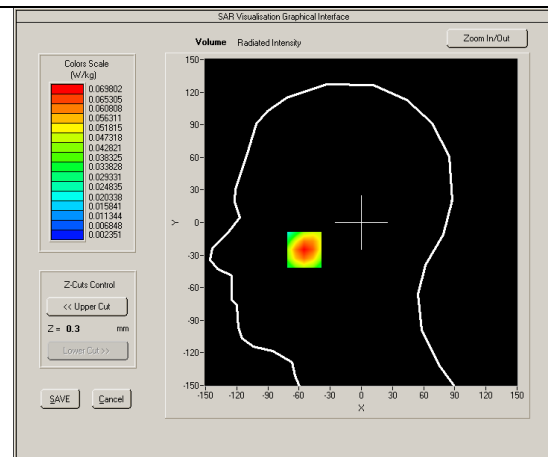 SAR Visualisation Graphical Interface
Volume Radiated Intensity
Zoom In/Out
Colors Scale
(W/kg)
0.069802
0.065305
0.060808
0.056311
0.051815
0.047318
0.042821
0.038325
0.033828
0.029331
0.024835
0.020338
0.015841
0.011344
0.006848
0.002351
Z-Cuts Control
<< Upper Cut
Z = 0.3 mm
Lower Cut >>
SAVE Cancel
150
120
90
60
30
0
-30
-60
-90
-120
-150
Y
-150 -120 -90 -60 -30 0 30 60 90 120 150
X